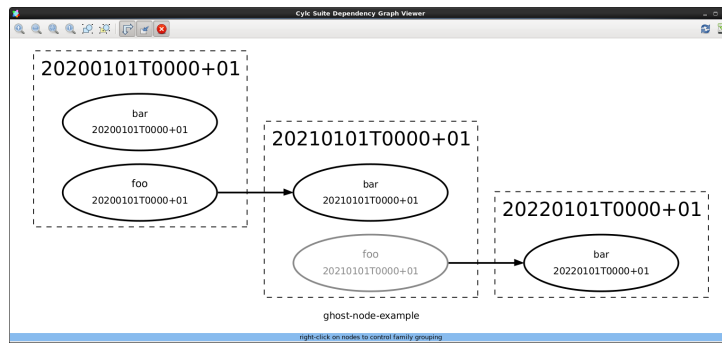 Cylc Suite Dependency Graph Viewer
20200101T0000+01
bar
20200101T0000+01
foo
20200101T0000+01
20210101T0000+01
bar
20210101T0000+01
foo
20210101T0000+01
20220101T0000+01
bar
20220101T0000+01
ghost-node-example
right-click on nodes to control family grouping